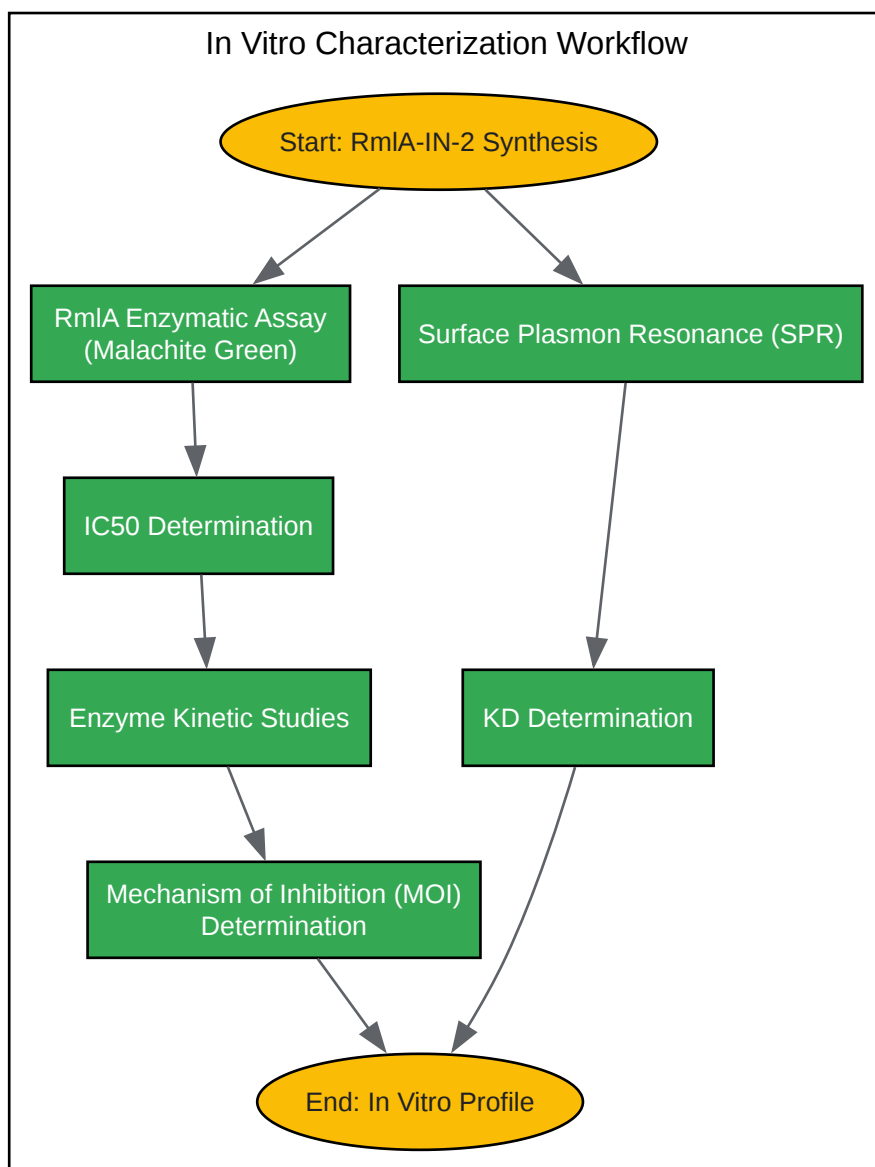 In Vitro Characterization Workflow
Start: RmlA-IN-2 Synthesis
RmlA Enzymatic Assay
(Malachite Green)
Surface Plasmon Resonance (SPR)
IC50 Determination
Enzyme Kinetic Studies
KD Determination
Mechanism of Inhibition (MOI)
Determination
End: In Vitro Profile